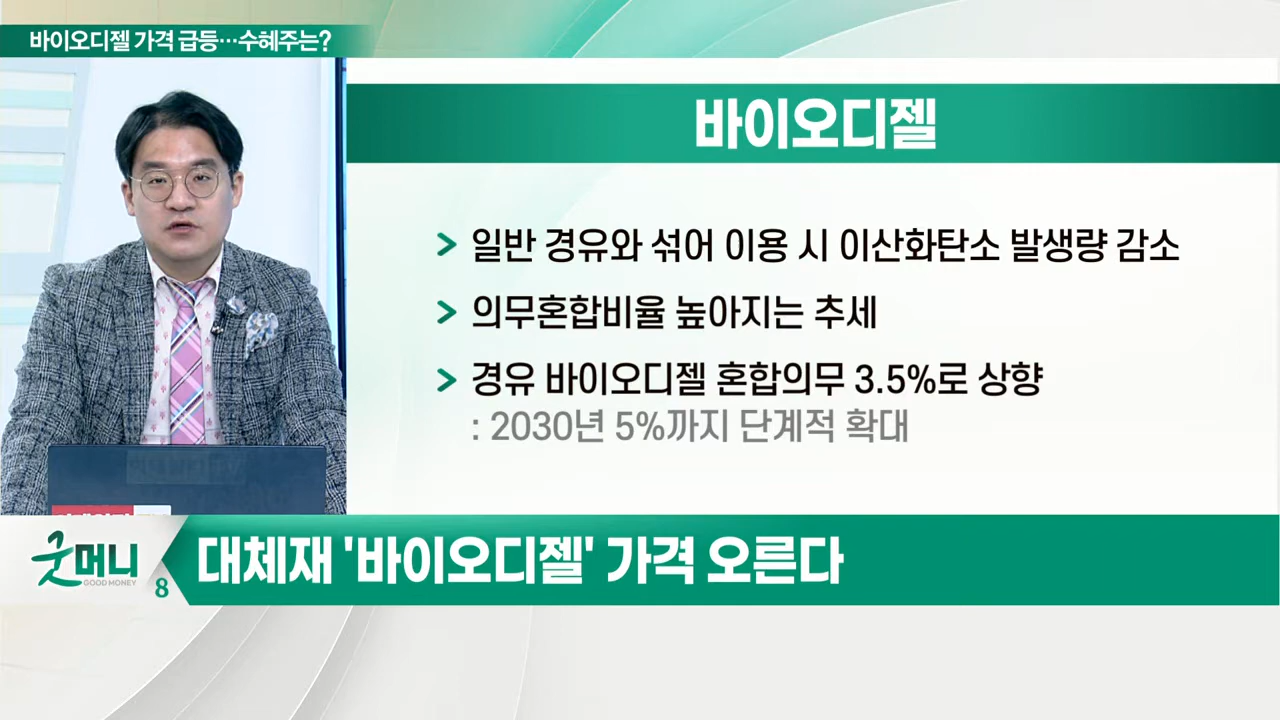 바이오디젤 가격 급등…수혜주는?
바이오디젤
> 일반 경유와 섞어 이용 시 이산화탄소 발생량 감소
> 의무혼합비율 높아지는 추세
> 경유 바이오디젤 혼합의무 3.5%로 상향
: 2030년 5%까지 단계적 확대
굿머니
GOOD MONEY
8
대체재 '바이오디젤' 가격 오른다